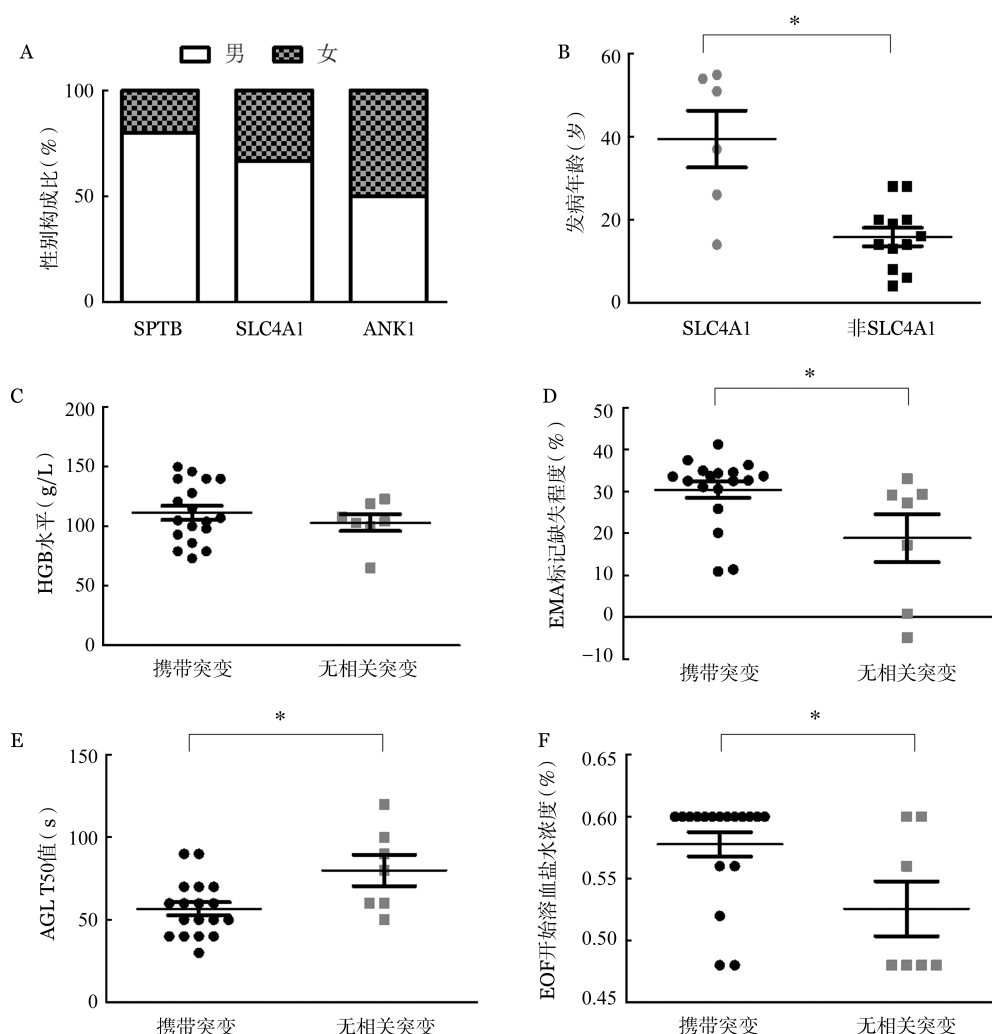 A
男 女
性别构成比(%)
100
50
0
SPTB SLC4A1 ANK1
B
*
发病年龄(岁)
60
40
20
0
SLC4A1 非SLC4A1
C
HGB水平(g/L)
200
150
100
50
0
携带突变 无相关突变
D
*
EMA标记缺失程度(%)
50
40
30
20
10
0
−10
携带突变 无相关突变
E
*
AGL T50值(s)
150
100
50
0
携带突变 无相关突变
F
*
EOF开始溶血盐水浓度(%)
0.65
0.60
0.55
0.50
0.45
携带突变 无相关突变